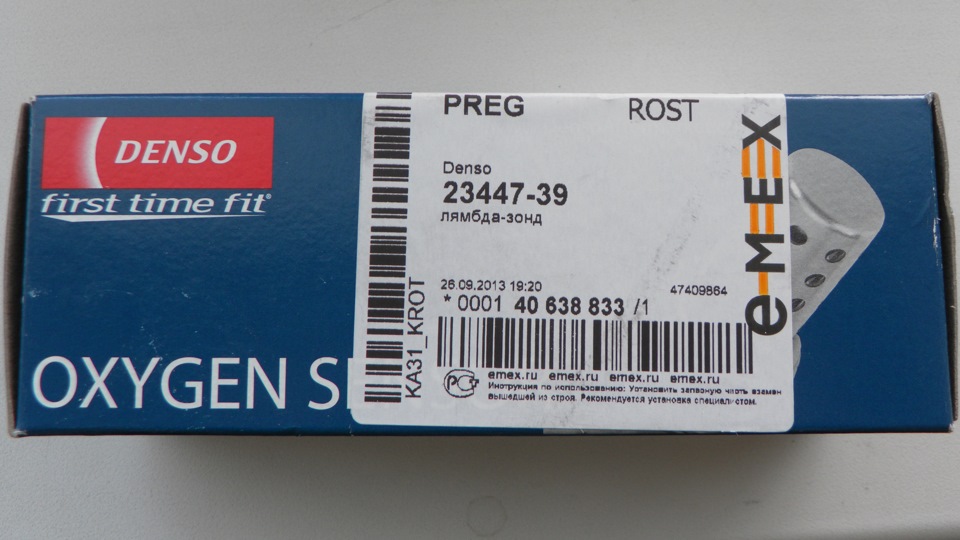 DENSO
first time fit®
OXYGEN SE
PREG ROST
Denso
23447-39
лямбда-зонд
26.09.2013 19:20 47409864
* 0001 40 638 833 /1
emex.ru emex.ru emex.ru emex.ru
Инструкция по использованию: Установить запасную часть взамен
вышедшей из строя. Рекомендуется установка специалистом.
KA31_KROT
e-MEX
РСТ